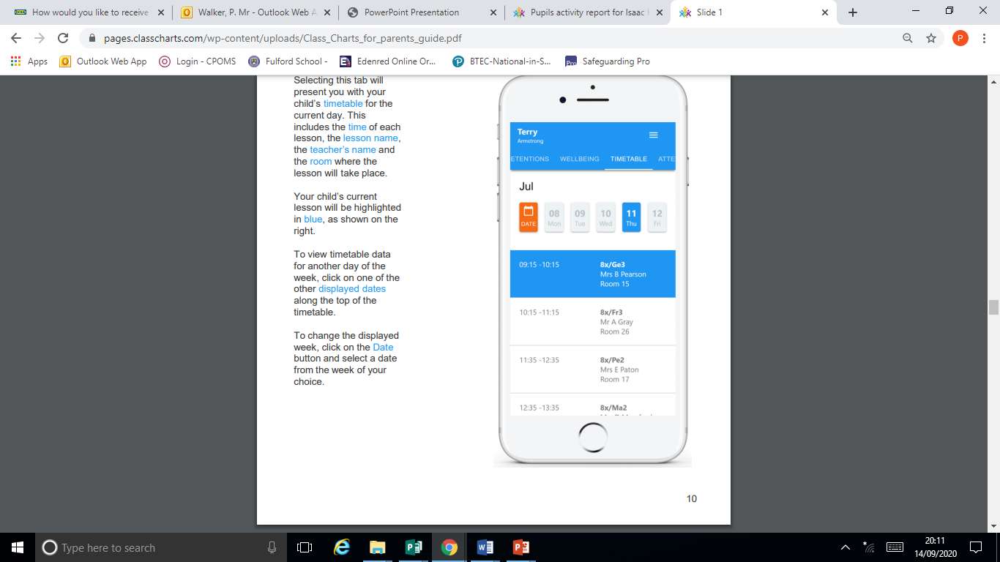 How would you like to receive
Walker, P. Mr - Outlook Web A
PowerPoint Presentation
Pupils activity report for Isaac
Slide 1
pages.classcharts.com/wp-content/uploads/Class_Charts_for_parents_guide.pdf
P
Apps
Outlook Web App
Login - CPOMS
Fulford School -
Edenred Online Or...
BTEC-National-in-S...
Safeguarding Pro
Selecting this tab will
present you with your
child's timetable for the
current day. This
includes the time of each
lesson, the lesson name,
the teacher's name and
the room where the
lesson will take place.
Your child's current
lesson will be highlighted
in blue, as shown on the
right.
To view timetable data
for another day of the
week, click on one of the
other displayed dates
along the top of the
timetable.
To change the displayed
week, click on the Date
button and select a date
from the week of your
choice.
Terry
Armstrong
ETENTIONS WELLBEING TIMETABLE ATTE
Jul
DATE
08 Mon
09 Tue
10 Wed
11 Thu
12 Fri
09:15 -10:15
8x/Ge3
Mrs B Pearson
Room 15
10:15 -11:15
8x/Fr3
Mr A Gray
Room 26
11:35 -12:35
8x/Pe2
Mrs E Paton
Room 17
12:35 -13:35
8x/Ma2
10
Type here to search
20:11
14/09/2020